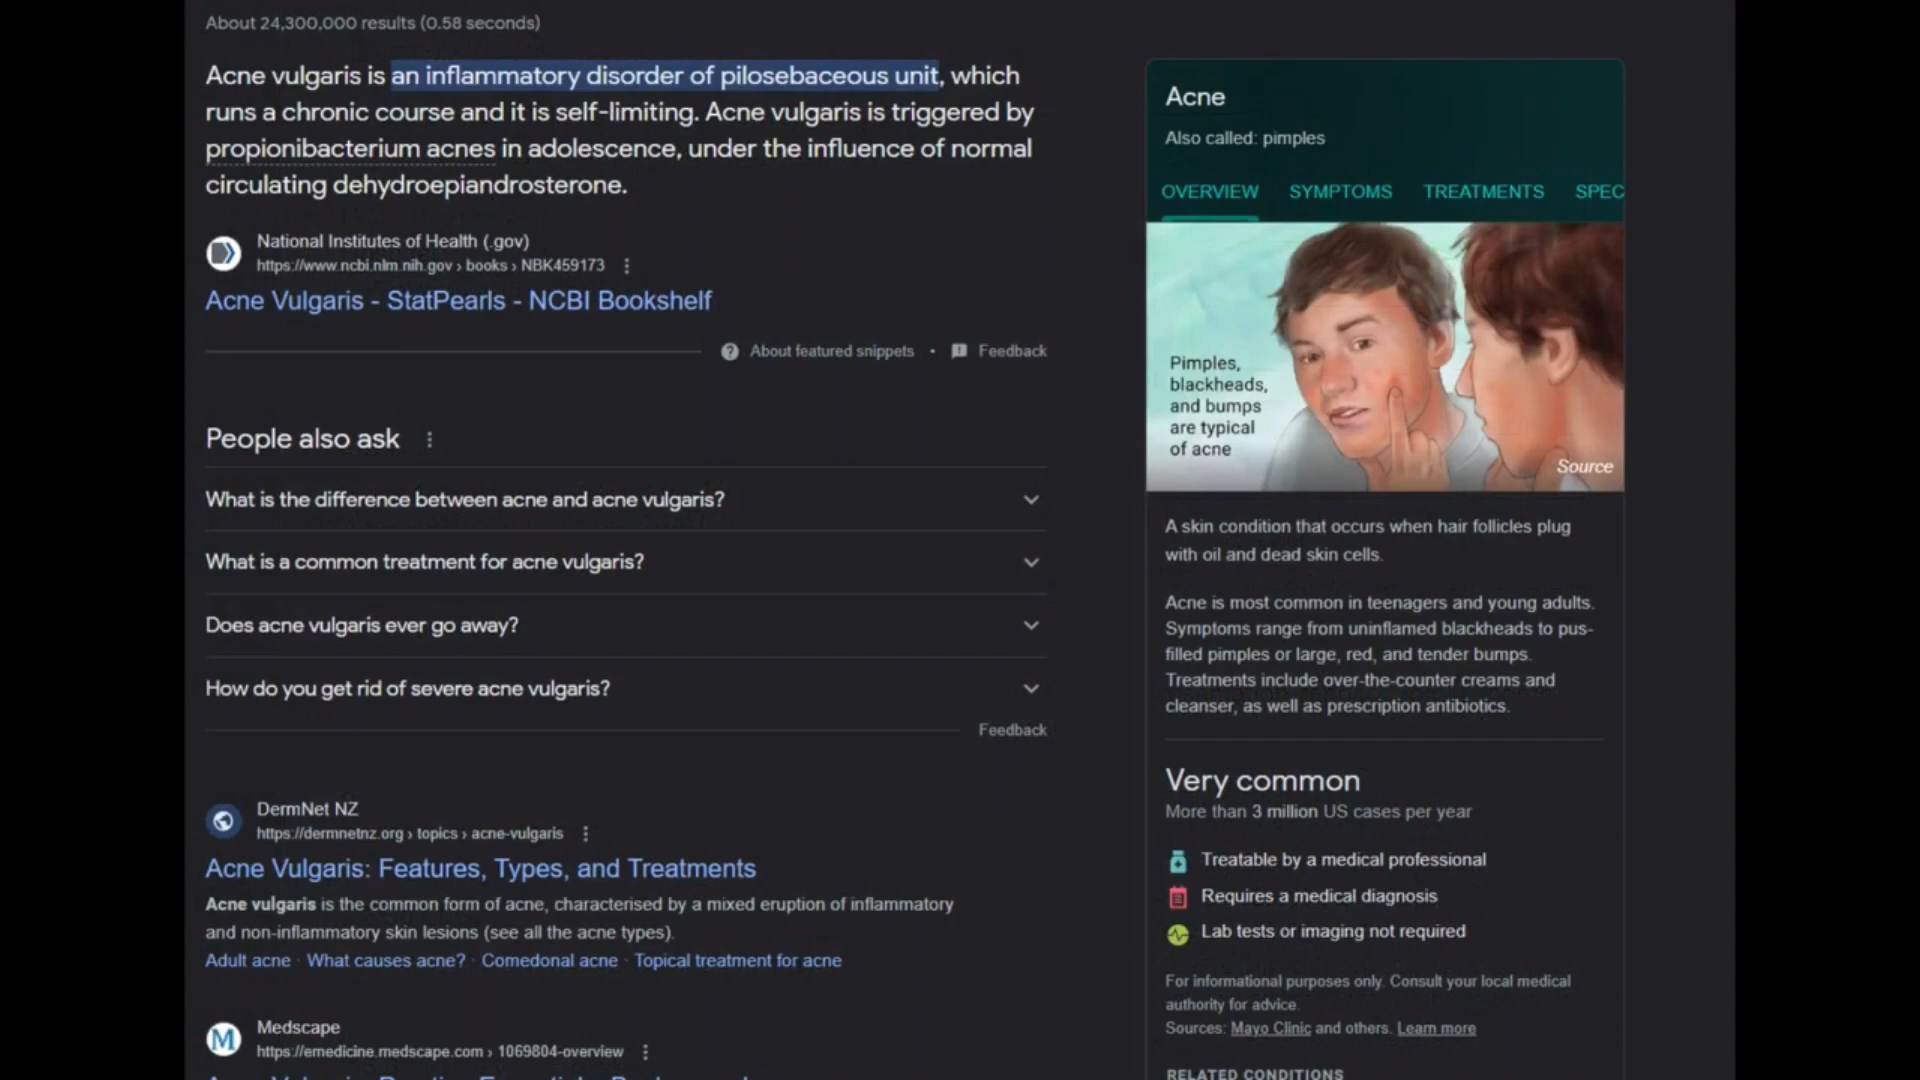 About 24,300,000 results (0.58 seconds)
Acne vulgaris is an inflammatory disorder of pilosebaceous unit, which
runs a chronic course and it is self-limiting. Acne vulgaris is triggered by
propionibacterium acnes in adolescence, under the influence of normal
circulating dehydroepiandrosterone.
National Institutes of Health (.gov)
https://www.ncbi.nlm.nih.gov › books › NBK459173
Acne Vulgaris - StatPearls - NCBI Bookshelf
About featured snippets • Feedback
People also ask
What is the difference between acne and acne vulgaris?
What is a common treatment for acne vulgaris?
Does acne vulgaris ever go away?
How do you get rid of severe acne vulgaris?
Feedback
DermNet NZ
https://dermnetnz.org › topics › acne-vulgaris
Acne Vulgaris: Features, Types, and Treatments
Acne vulgaris is the common form of acne, characterised by a mixed eruption of inflammatory
and non-inflammatory skin lesions (see all the acne types).
Adult acne · What causes acne? · Comedonal acne · Topical treatment for acne
M
Medscape
https://emedicine.medscape.com › 1069804-overview
Acne
Also called: pimples
OVERVIEW SYMPTOMS TREATMENTS SPEC
Pimples,
blackheads,
and bumps
are typical
of acne
Source
A skin condition that occurs when hair follicles plug
with oil and dead skin cells.
Acne is most common in teenagers and young adults.
Symptoms range from uninflamed blackheads to pus-
filled pimples or large, red, and tender bumps.
Treatments include over-the-counter creams and
cleanser, as well as prescription antibiotics.
Very common
More than 3 million US cases per year
Treatable by a medical professional
Requires a medical diagnosis
Lab tests or imaging not required
For informational purposes only. Consult your local medical
authority for advice.
Sources: Mayo Clinic and others. Learn more
RELATED CONDITIONS